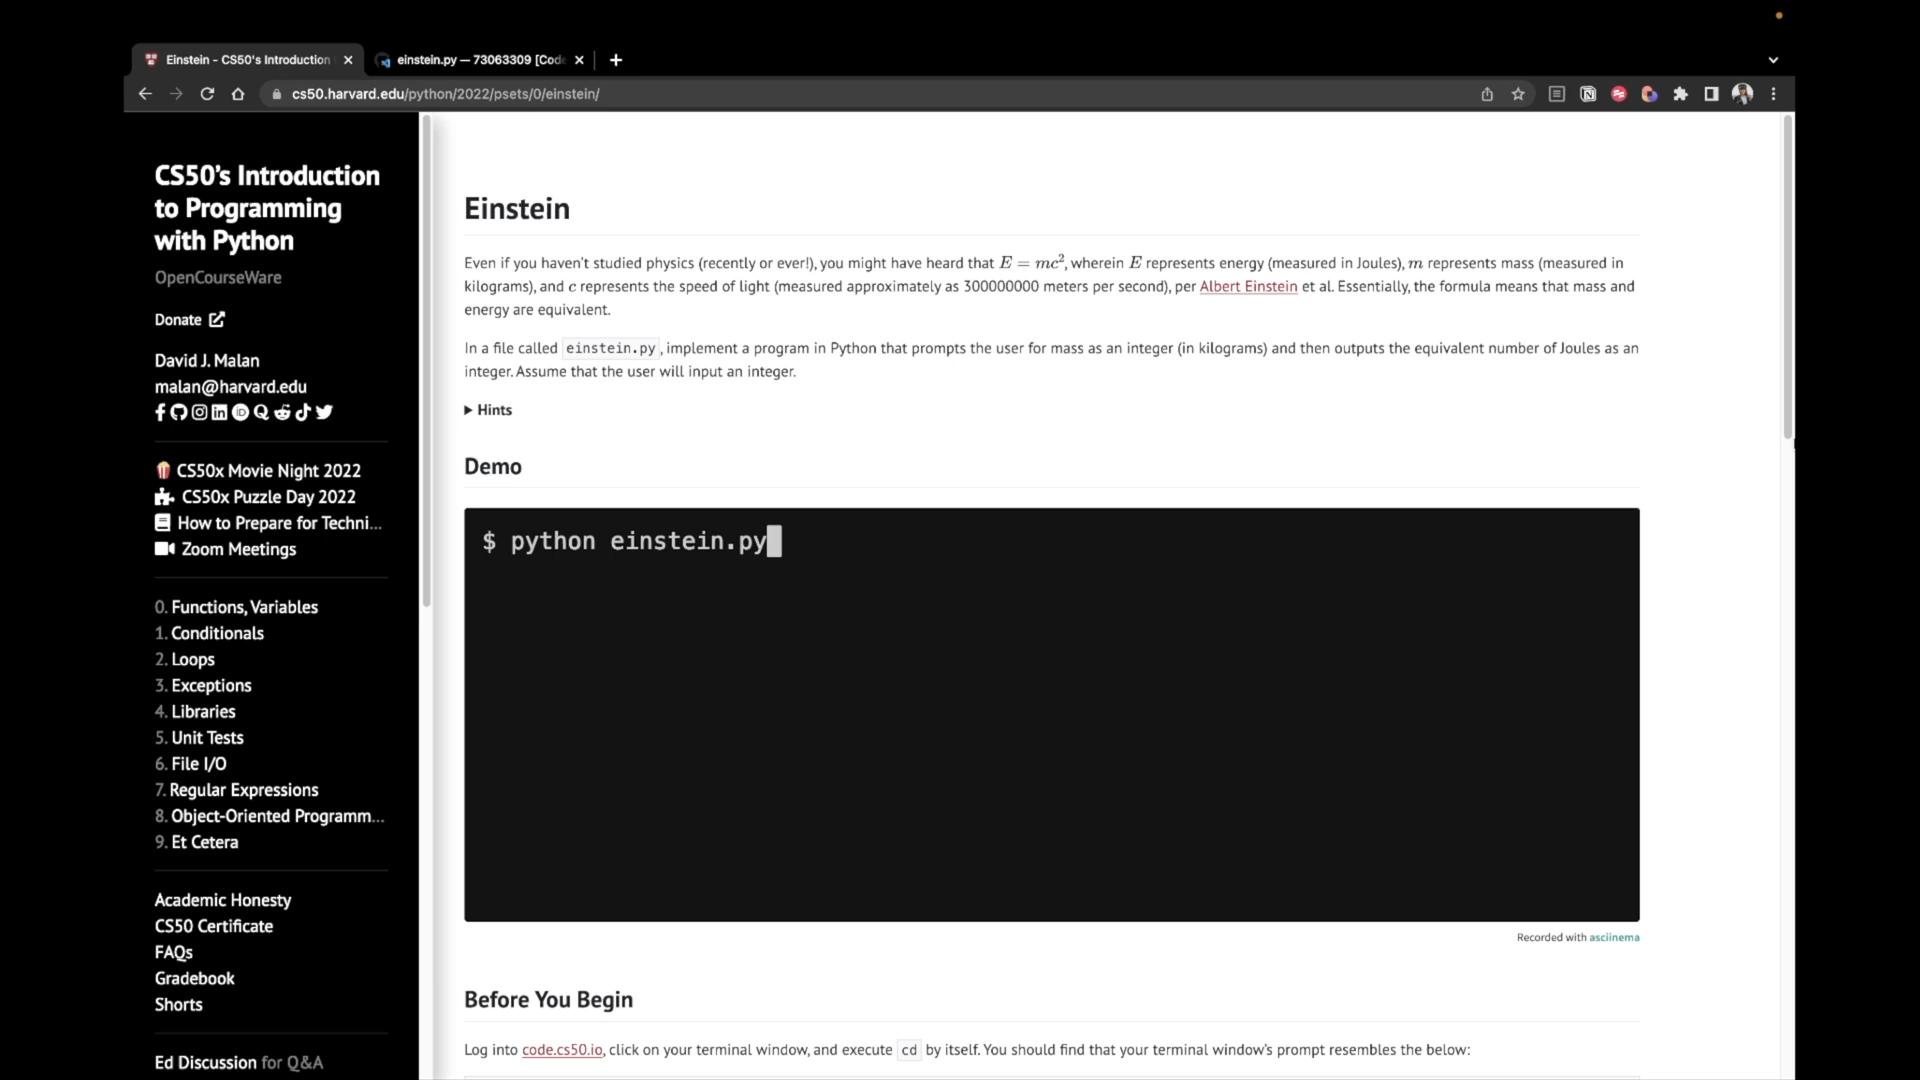 Einstein - CS50's Introduction
einstein.py — 73063309 [Code
cs50.harvard.edu/python/2022/psets/0/einstein/
CS50's Introduction
to Programming
with Python
OpenCourseWare
Donate
David J. Malan
malan@harvard.edu
🍿 CS50x Movie Night 2022
CS50x Puzzle Day 2022
How to Prepare for Techni...
Zoom Meetings
0. Functions, Variables
1. Conditionals
2. Loops
3. Exceptions
4. Libraries
5. Unit Tests
6. File I/O
7. Regular Expressions
8. Object-Oriented Programm...
9. Et Cetera
Academic Honesty
CS50 Certificate
FAQs
Gradebook
Shorts
Ed Discussion for Q&A
Einstein
Even if you haven't studied physics (recently or ever!), you might have heard that E = mc², wherein E represents energy (measured in Joules), m represents mass (measured in
kilograms), and c represents the speed of light (measured approximately as 300000000 meters per second), per Albert Einstein et al. Essentially, the formula means that mass and
energy are equivalent.
In a file called einstein.py, implement a program in Python that prompts the user for mass as an integer (in kilograms) and then outputs the equivalent number of Joules as an
integer. Assume that the user will input an integer.
▶ Hints
Demo
$ python einstein.py
Recorded with asciinema
Before You Begin
Log into code.cs50.io, click on your terminal window, and execute cd by itself. You should find that your terminal window's prompt resembles the below: